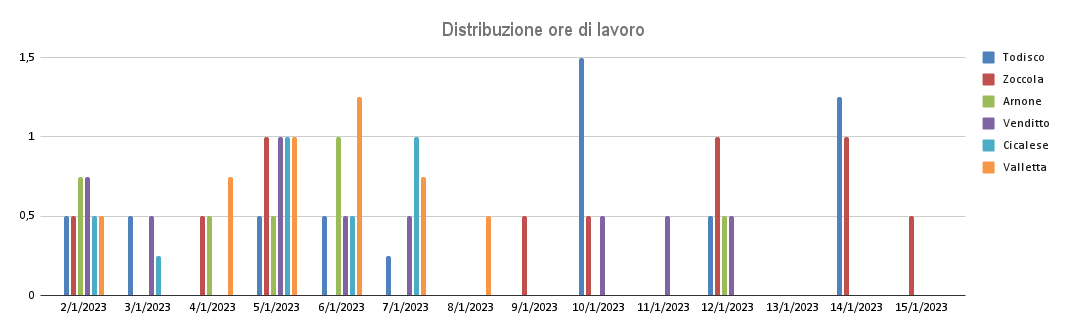 Distribuzione ore di lavoro
1,5
1
0,5
0
2/1/2023 3/1/2023 4/1/2023 5/1/2023 6/1/2023 7/1/2023 8/1/2023 9/1/2023 10/1/2023 11/1/2023 12/1/2023 13/1/2023 14/1/2023 15/1/2023
Todisco
Zoccola
Arnone
Venditto
Cicalese
Valletta